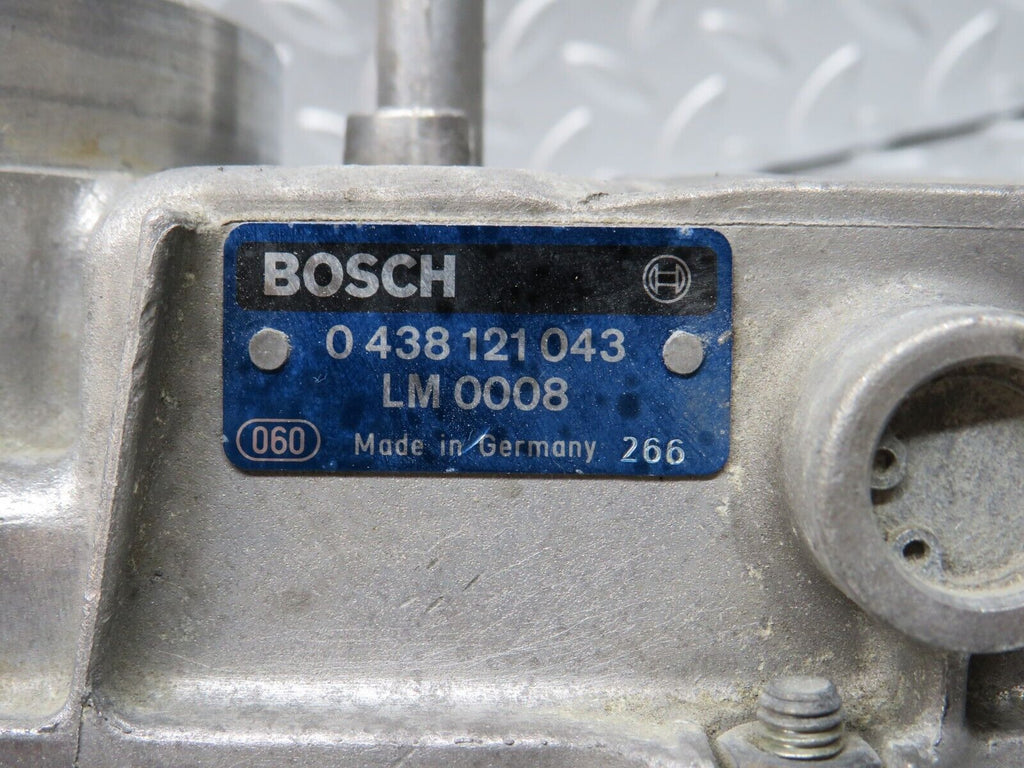 BOSCH
0 438 121 043
LM 0008
060 Made in Germany 266